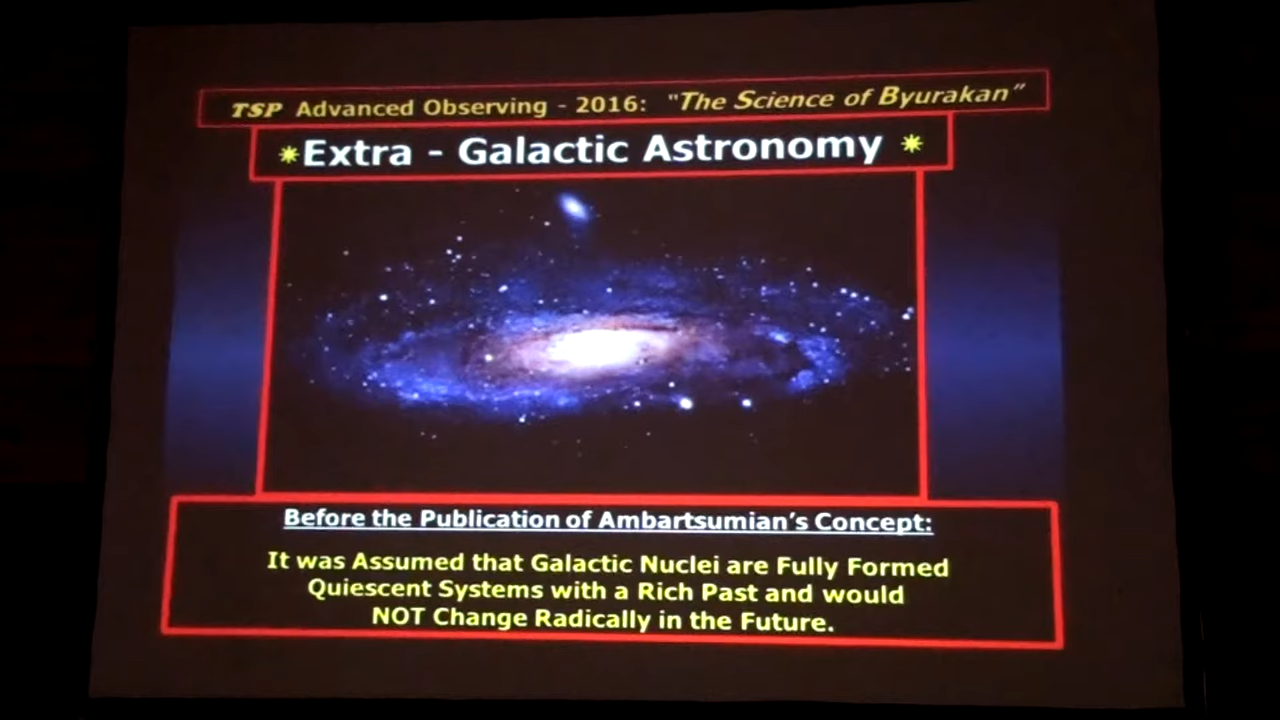 TSP Advanced Observing - 2016: "The Science of Byurakan"
Extra - Galactic Astronomy
Before the Publication of Ambartsumian's Concept:
It was Assumed that Galactic Nuclei are Fully Formed
Quiescent Systems with a Rich Past and would
NOT Change Radically in the Future.